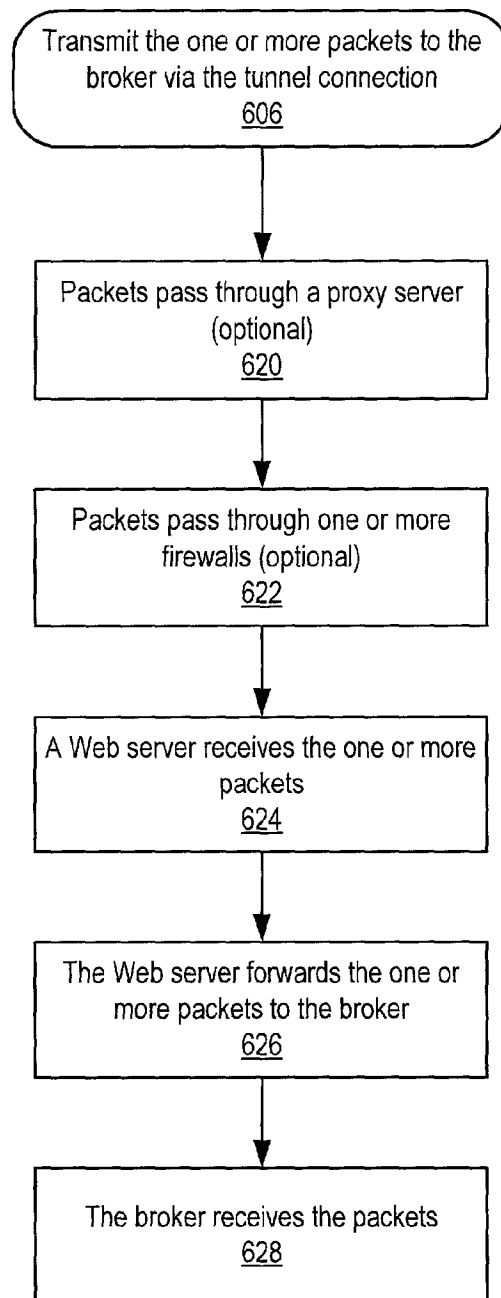 Transmit the one or more packets to the
broker via the tunnel connection
606
Packets pass through a proxy server
(optional)
620
Packets pass through one or more
firewalls (optional)
622
A Web server receives the one or more
packets
624
The Web server forwards the one or
more packets to the broker
626
The broker receives the packets
628